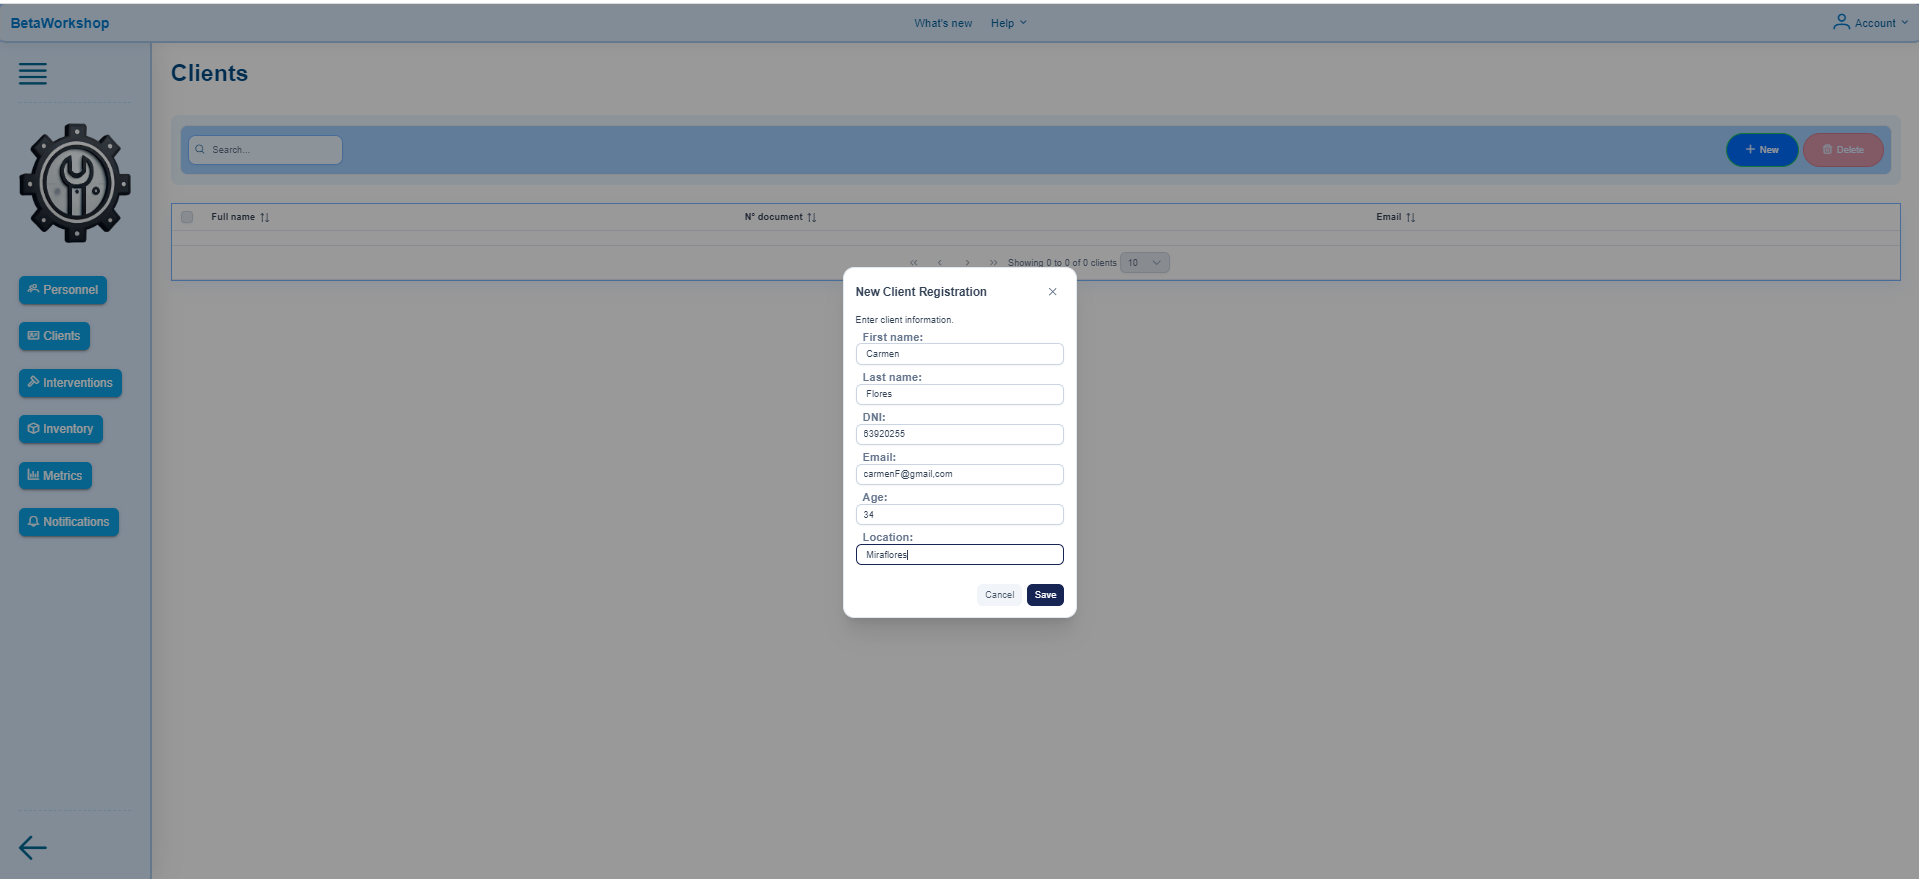 BetaWorkshop
What's new
Help
Account
Clients
Search...
+ New
Delete
Full name
N° document
Email
Showing 0 to 0 of 0 clients
10
Personnel
Clients
Interventions
Inventory
Metrics
Notifications
New Client Registration
Enter client information.
First name:
Carmen
Last name:
Flores
DNI:
63920255
Email:
carmenF@gmail,com
Age:
34
Location:
Miraflores
Cancel
Save